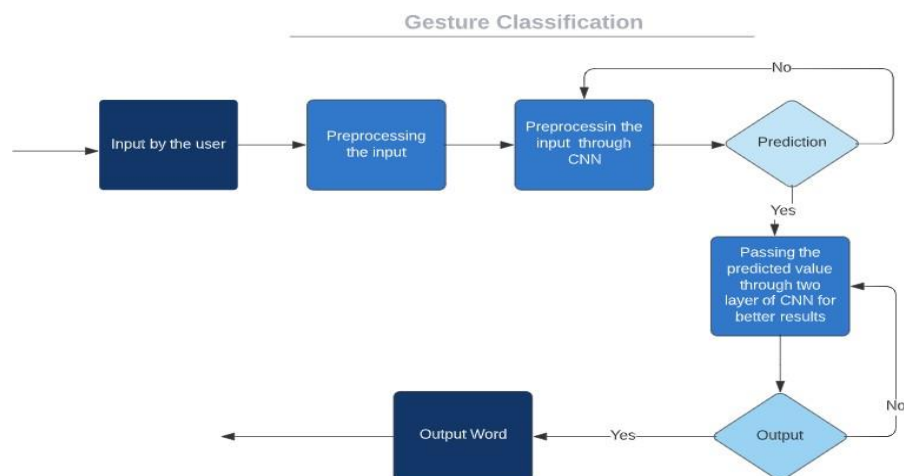 Gesture Classification
No
Input by the user
Preprocessing
the input
Preprocessin the
input through
CNN
Prediction
Yes
Passing the
predicted value
through two
layer of CNN for
better results
No
Output Word
Yes
Output